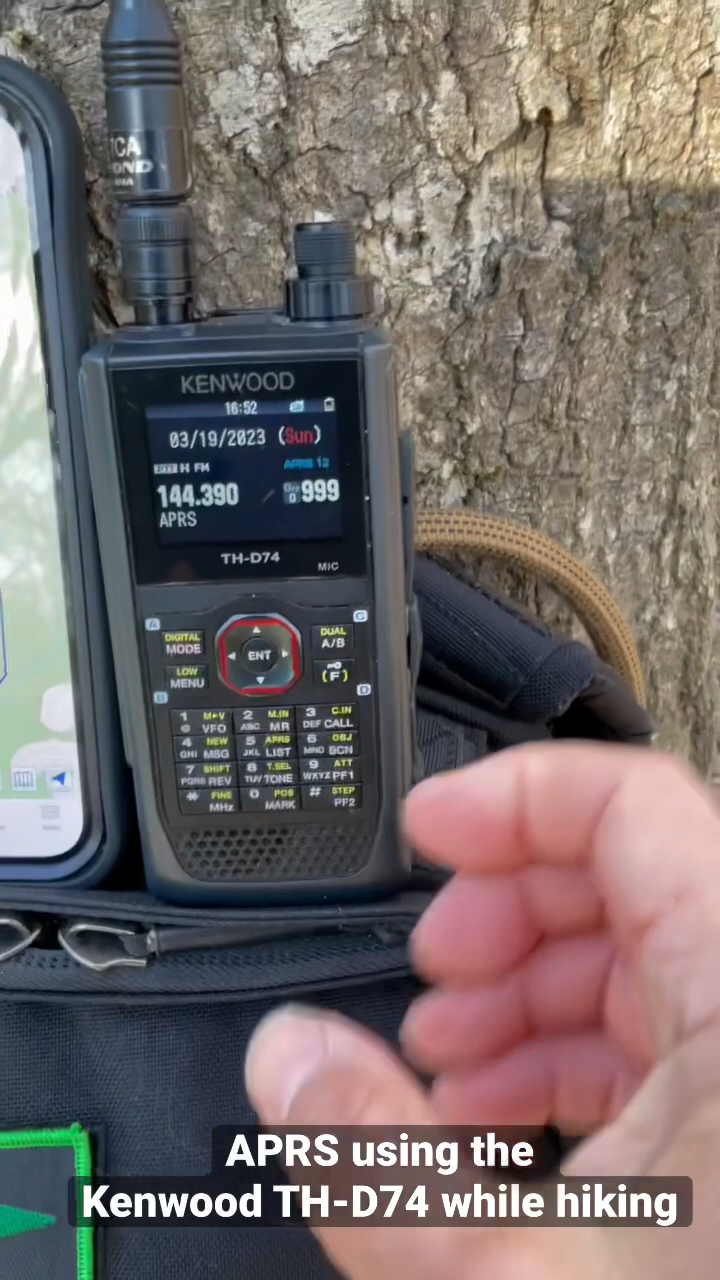 KENWOOD
16:52
03/19/2023 (Sun)
H FM APRS 12
144.390 999
APRS
TH-D74
MIC
A C
DIGITAL MODE
DUAL A/B
ENT
LOW MENU
(F)
B D
1 M►V VFO
2 M.IN ABC MR
3 C.IN DEF CALL
4 NEW GHI MSG
5 APRS JKL LIST
6 OBJ MNO BCN
7 SHIFT PQRS REV
8 T.SEL TUV TONE
9 ATT WXYZ PF1
* FINE MHz
0 POS MARK
# STEP PF2
APRS using the
Kenwood TH-D74 while hiking